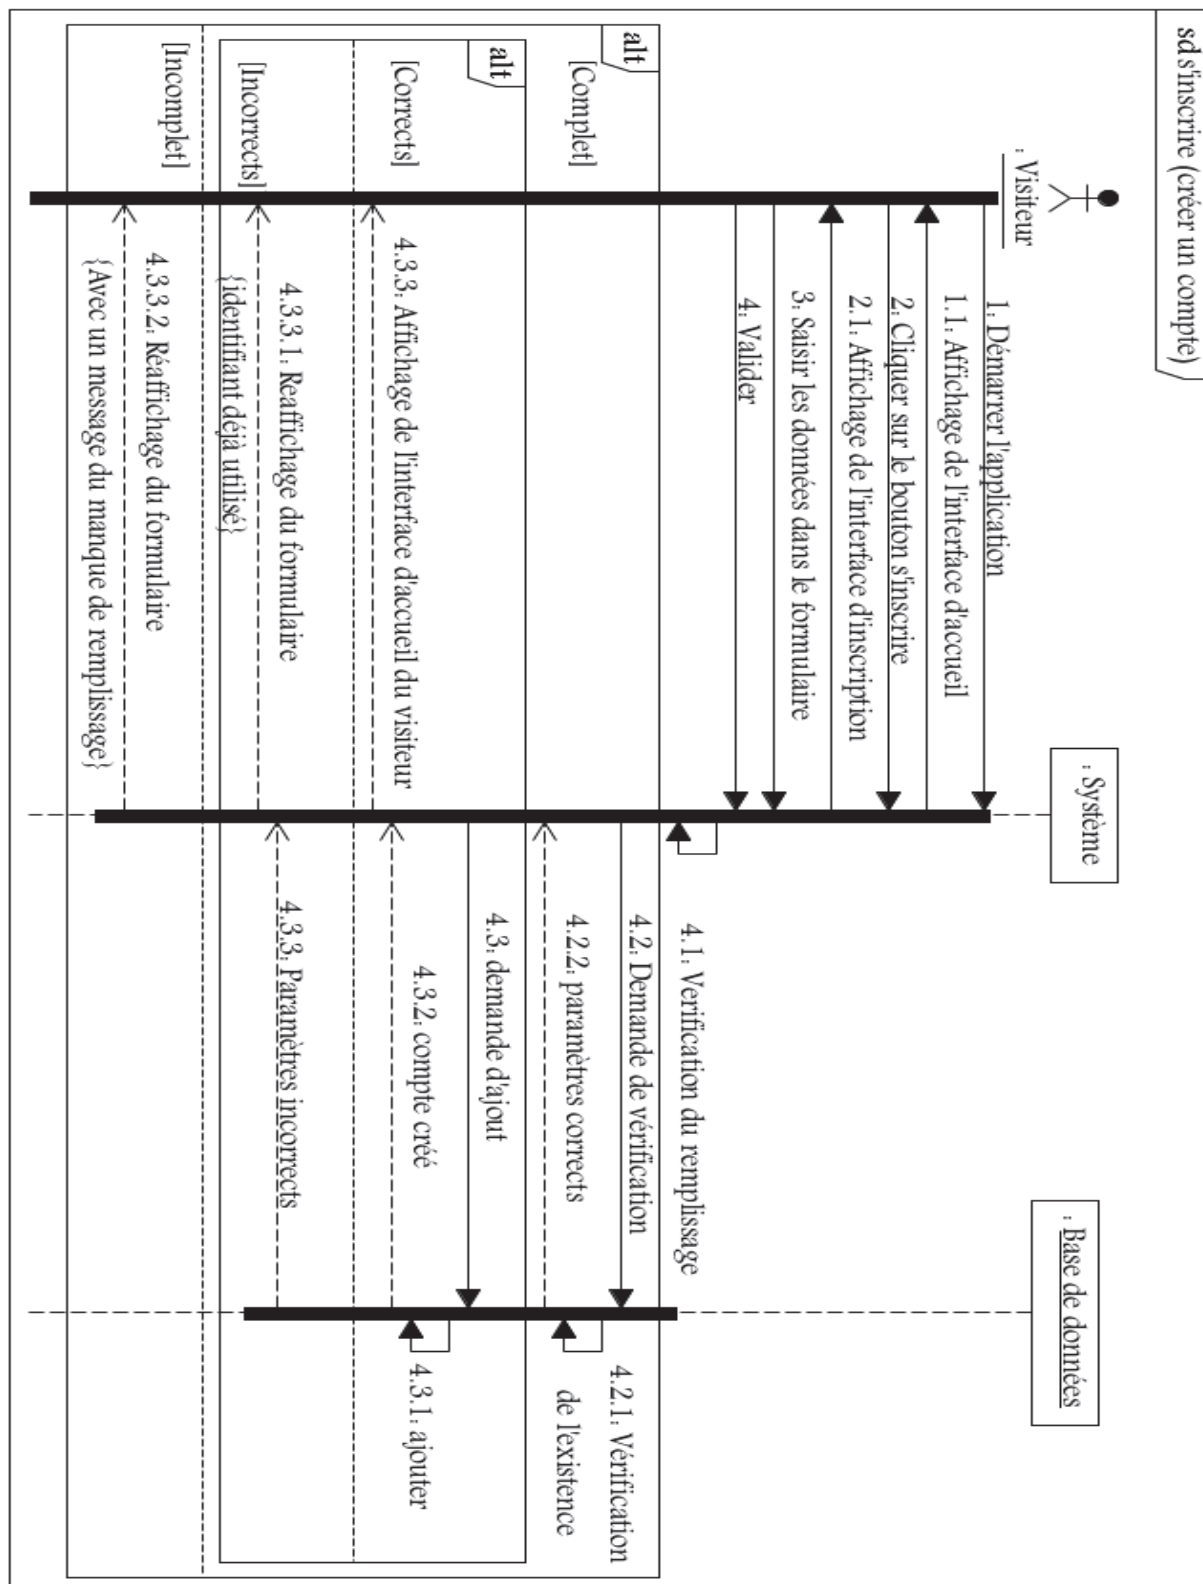 sd s'inscrire (créer un compte)
: Visiteur
: Système
: Base de données
1: Démarrer l'application
1.1: Affichage de l'interface d'accueil
2: Cliquer sur le bouton s'inscrire
2.1: Affichage de l'interface d'inscription
3: Saisir les données dans le formulaire
4: Valider
4.1: Verification du remplissage
alt
[Complet]
4.2: Demande de vérification
4.2.1: Vérification
de l'existence
4.2.2: paramètres corrects
alt
[Corrects]
4.3: demande d'ajout
4.3.1: ajouter
4.3.2: compte créé
4.3.3: Affichage de l'interface d'accueil du visiteur
[Incorrects]
4.3.3: Paramètres incorrects
4.3.3.1: Reaffichage du formulaire
{identifiant déjà utilisé}
[Incomplet]
4.3.3.2: Réaffichage du formulaire
{Avec un message du manque de remplissage}